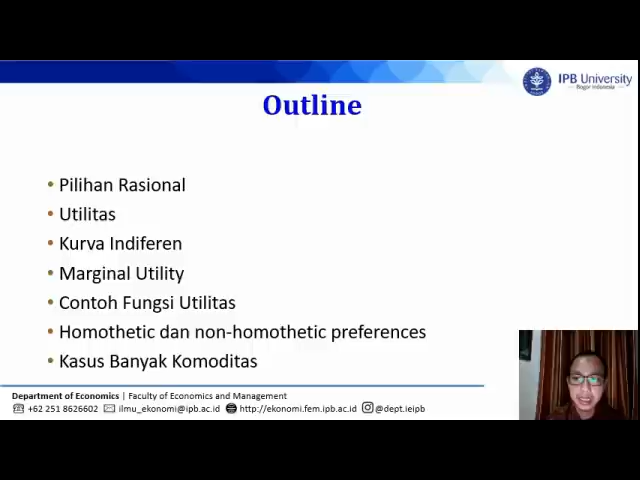 IPB University
Bogor Indonesia
Outline
• Pilihan Rasional
• Utilitas
• Kurva Indiferen
• Marginal Utility
• Contoh Fungsi Utilitas
• Homothetic dan non-homothetic preferences
• Kasus Banyak Komoditas
Department of Economics | Faculty of Economics and Management
+62 251 8626602 ilmu_ekonomi@ipb.ac.id http://ekonomi.fem.ipb.ac.id @dept.ieipb